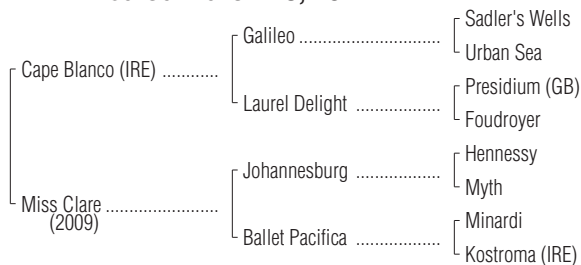 Sadler's Wells
Galileo
Urban Sea
Cape Blanco (IRE)
Presidium (GB)
Laurel Delight
Foudroyer
Hennessy
Johannesburg
Myth
Miss Clare
(2009)
Minardi
Ballet Pacifica
Kostroma (IRE)